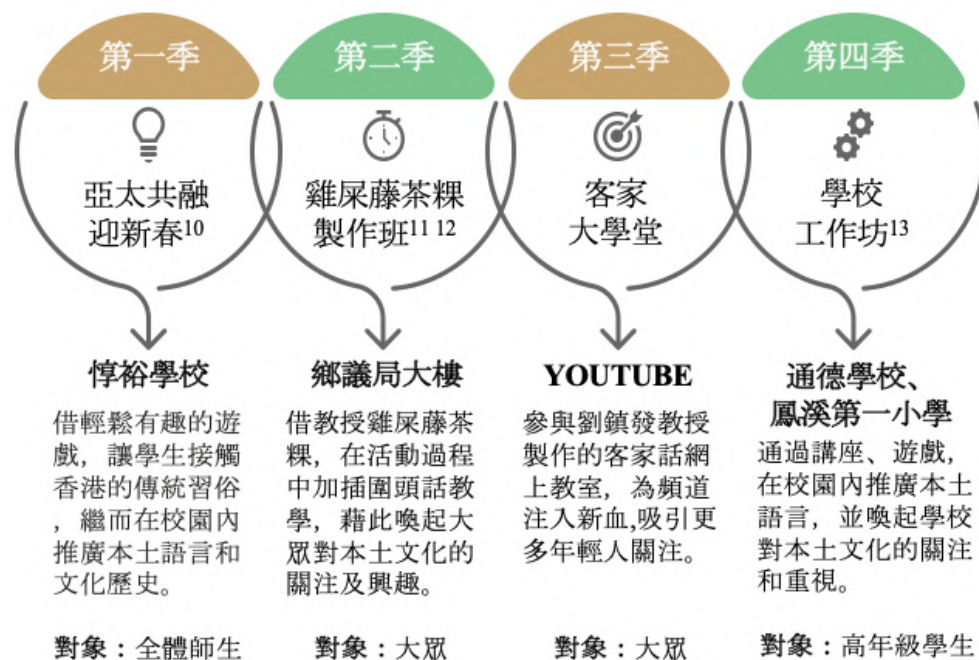 第一季
亞太共融
迎新春10
惇裕學校
借輕鬆有趣的遊
戲，讓學生接觸
香港的傳統習俗
，繼而在校園內
推廣本土語言和
文化歷史。
對象：全體師生
第二季
雞屎藤茶粿
製作班11 12
鄉議局大樓
借教授雞屎藤茶
粿，在活動過程
中加插圍頭話教
學，藉此喚起大
眾對本土文化的
關注及興趣。
對象：大眾
第三季
客家
大學堂
YOUTUBE
參與劉鎮發教授
製作的客家話網
上教室，為頻道
注入新血,吸引更
多年輕人關注。
對象：大眾
第四季
學校
工作坊13
通德學校、
鳳溪第一小學
通過講座、遊戲，
在校園內推廣本土
語言，並喚起學校
對本土文化的關注
和重視。
對象：高年級學生